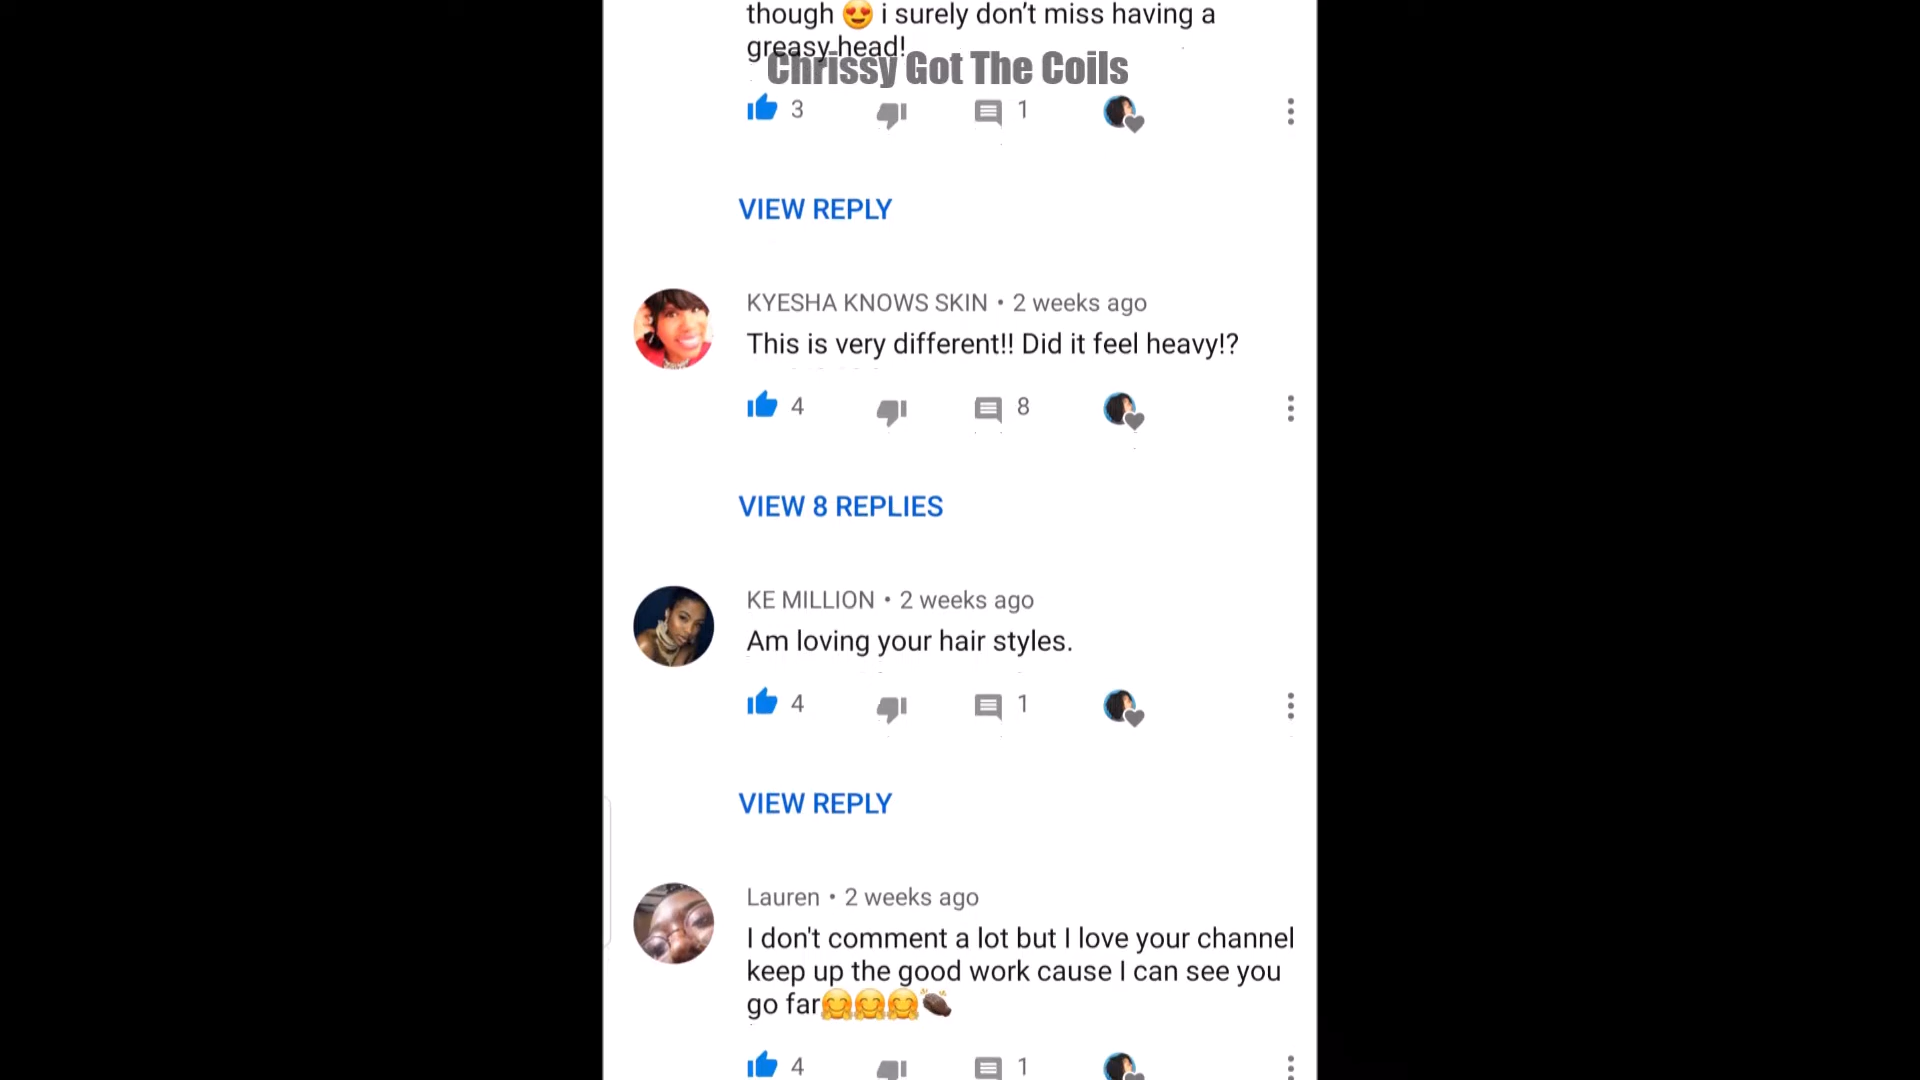 though 😍 i surely don’t miss having a
greasy head!
Chrissy Got The Coils
3
1
VIEW REPLY
KYESHA KNOWS SKIN • 2 weeks ago
This is very different!! Did it feel heavy!?
4
8
VIEW 8 REPLIES
KE MILLION • 2 weeks ago
Am loving your hair styles.
4
1
VIEW REPLY
Lauren • 2 weeks ago
I don't comment a lot but I love your channel
keep up the good work cause I can see you
go far🤗🤗🤗👏🏿
4
1